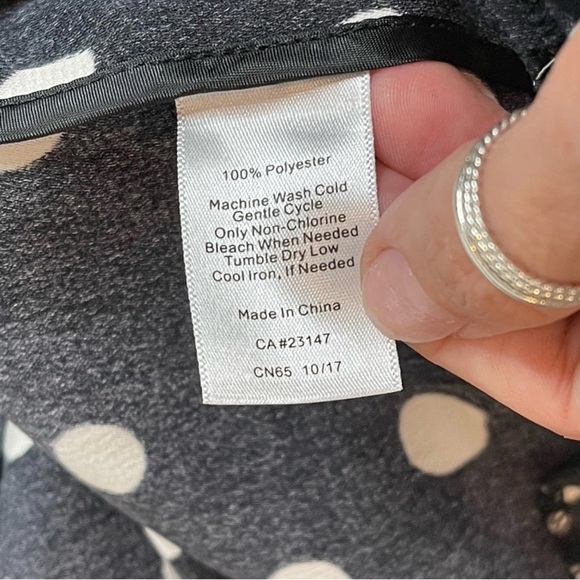 100% Polyester
Machine Wash Cold
Gentle Cycle
Only Non-Chlorine
Bleach When Needed
Tumble Dry Low
Cool Iron, If Needed
Made In China
CA#23147
CN65 10/17